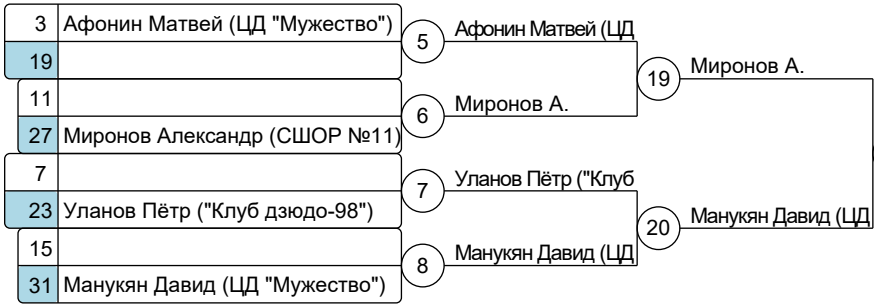 3 Афонин Матвей (ЦД "Мужество")
19
11
27 Миронов Александр (СШОР №11)
7
23 Уланов Пётр ("Клуб дзюдо-98")
15
31 Манукян Давид (ЦД "Мужество")
5 Афонин Матвей (ЦД
6 Миронов А.
7 Уланов Пётр ("Клуб
8 Манукян Давид (ЦД
19 Миронов А.
20 Манукян Давид (ЦД